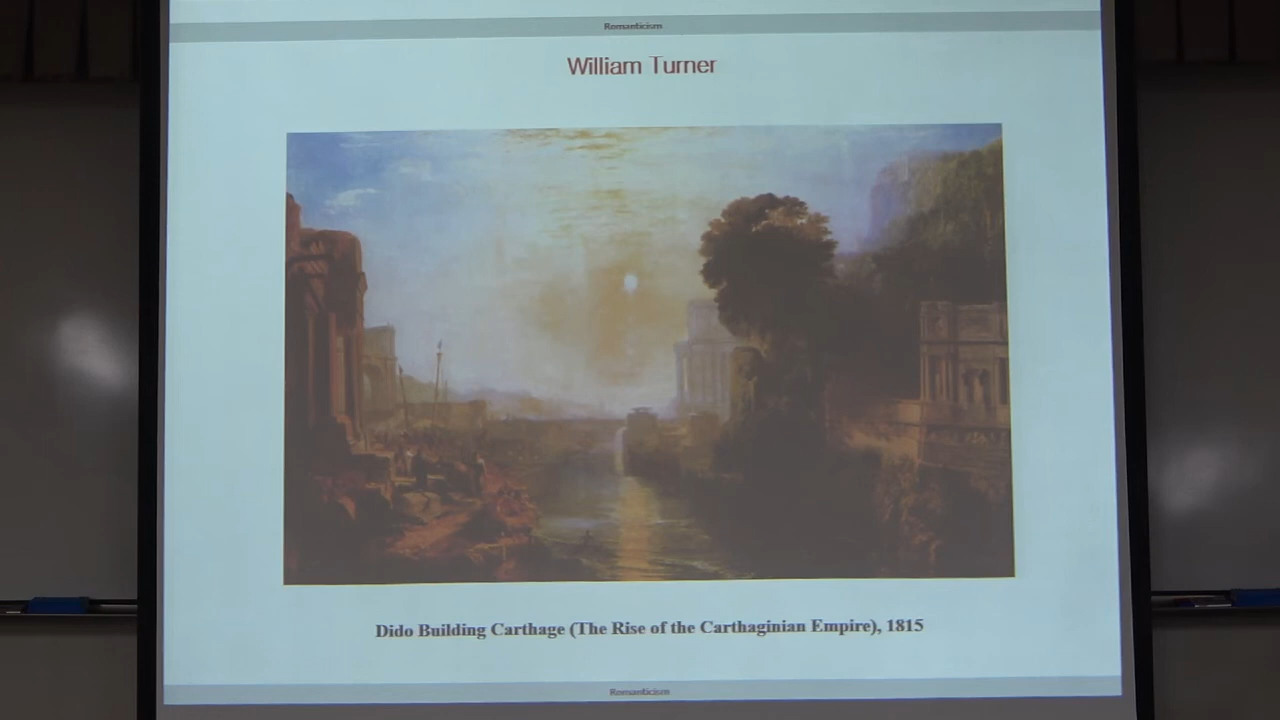 Romanticism
William Turner
Dido Building Carthage (The Rise of the Carthaginian Empire), 1815
Romanticism